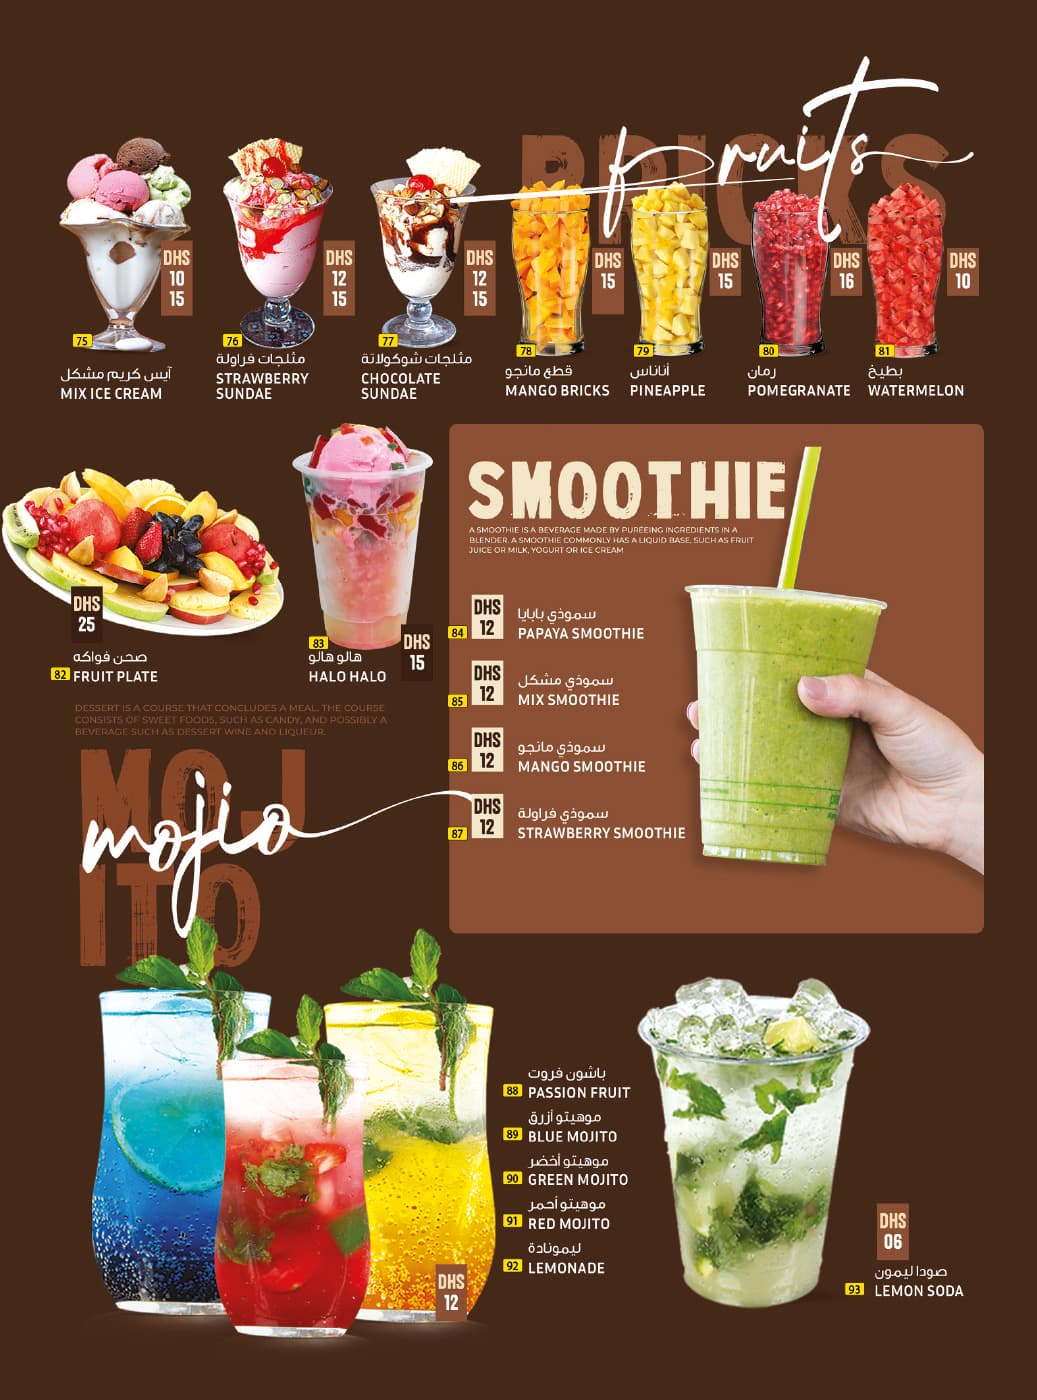 BRICKS
fruits
DHS
10
15
75
آيس كريم مشكل
MIX ICE CREAM
DHS
12
15
76
مثلجات فراولة
STRAWBERRY
SUNDAE
DHS
12
15
77
مثلجات شوكولاتة
CHOCOLATE
SUNDAE
DHS
15
78
قطع مانجو
MANGO BRICKS
DHS
15
79
أناناس
PINEAPPLE
DHS
16
80
رمان
POMEGRANATE
DHS
10
81
بطيخ
WATERMELON
DHS
25
صحن فواكه
82 FRUIT PLATE
83
هالو هالو
HALO HALO
DHS
15
SMOOTHIE
A SMOOTHIE IS A BEVERAGE MADE BY PUREEING INGREDIENTS IN A
BLENDER. A SMOOTHIE COMMONLY HAS A LIQUID BASE, SUCH AS FRUIT
JUICE OR MILK, YOGURT OR ICE CREAM
84
DHS
12
سموذي بابايا
PAPAYA SMOOTHIE
85
DHS
12
سموذي مشكل
MIX SMOOTHIE
86
DHS
12
سموذي مانجو
MANGO SMOOTHIE
87
DHS
12
سموذي فراولة
STRAWBERRY SMOOTHIE
DESSERT IS A COURSE THAT CONCLUDES A MEAL. THE COURSE
CONSISTS OF SWEET FOODS, SUCH AS CANDY, AND POSSIBLY A
BEVERAGE SUCH AS DESSERT WINE AND LIQUEUR.
MOJ
ITO
mojio
DHS
12
باشون فروت
88 PASSION FRUIT
موهيتو أزرق
89 BLUE MOJITO
موهيتو أخضر
90 GREEN MOJITO
موهيتو أحمر
91 RED MOJITO
ليمونادة
92 LEMONADE
DHS
06
صودا ليمون
93 LEMON SODA